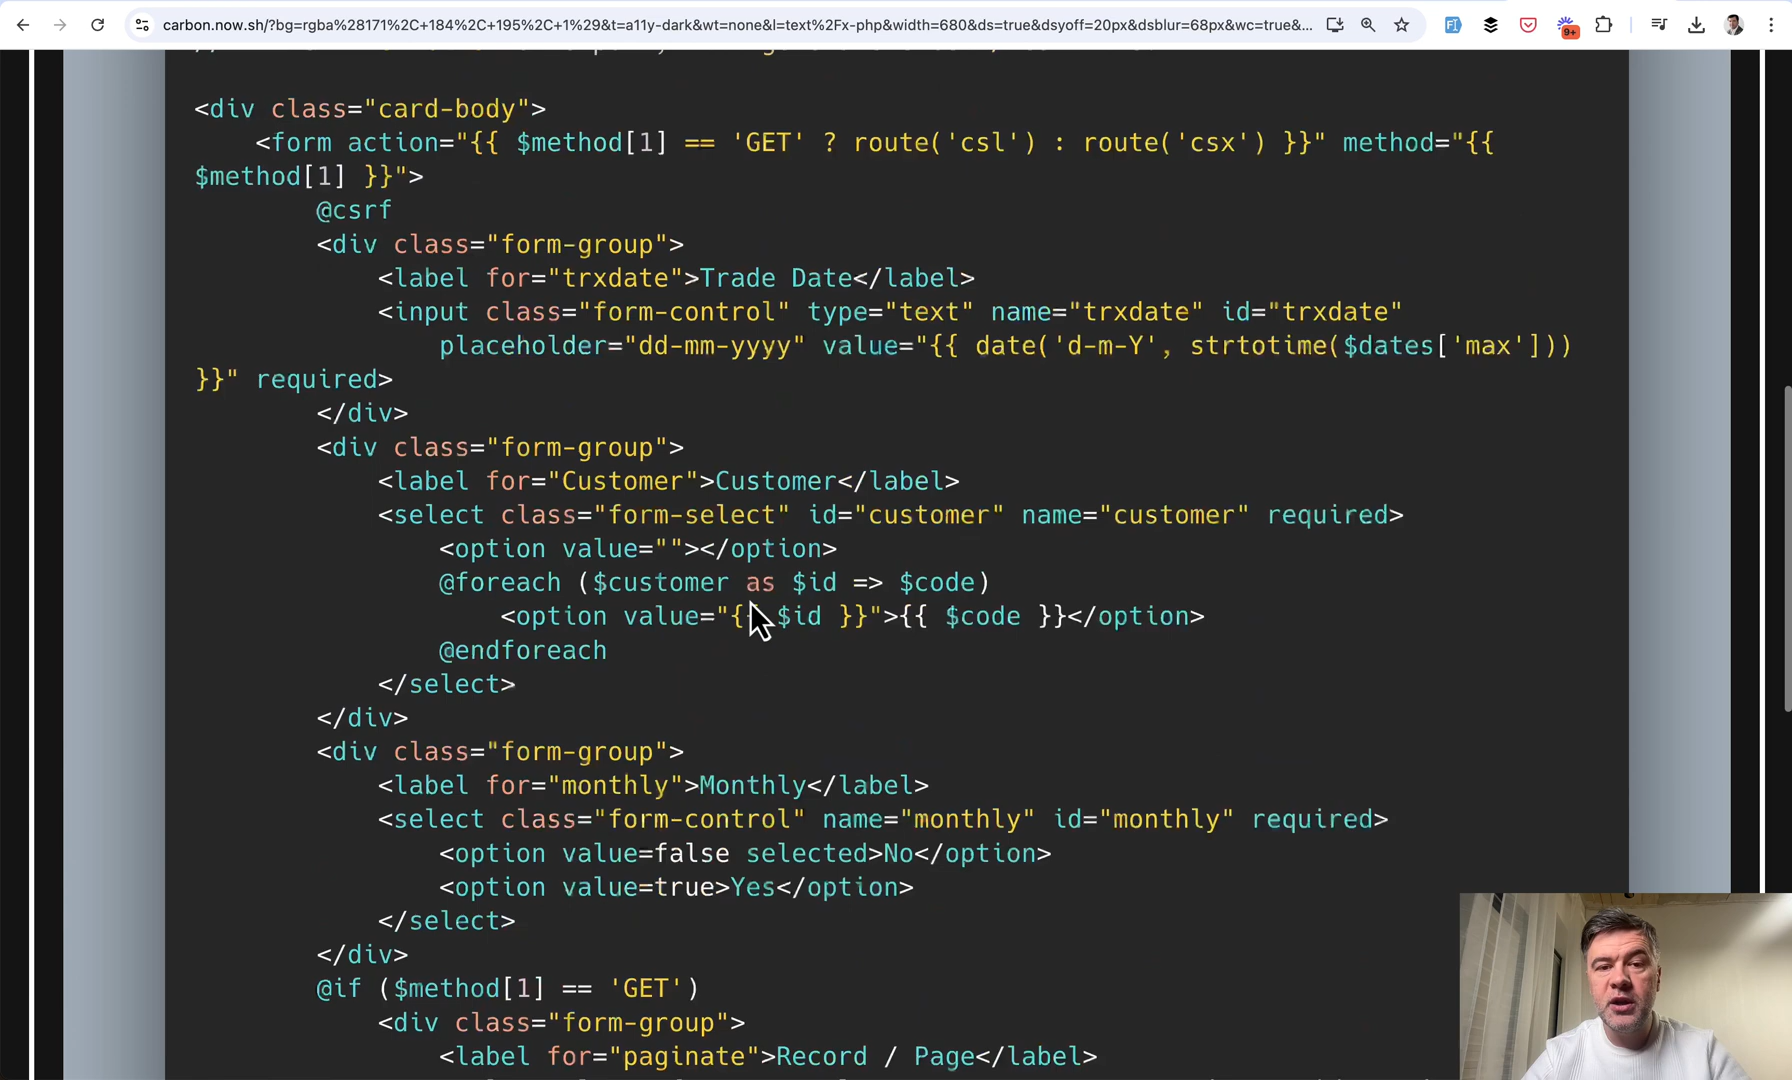 carbon.now.sh/?bg=rgba%28171%2C+184%2C+195%2C+1%29&t=a11y-dark&wt=none&l=text%2Fx-php&width=680&ds=true&dsyoff=20px&dsblur=68px&wc=true&...
9+
<div class="card-body">
<form action="{{ $method[1] == 'GET' ? route('csl') : route('csx') }}" method="{{
$method[1] }}">
@csrf
<div class="form-group">
<label for="trxdate">Trade Date</label>
<input class="form-control" type="text" name="trxdate" id="trxdate"
placeholder="dd-mm-yyyy" value="{{ date('d-m-Y', strtotime($dates['max']))
}}" required>
</div>
<div class="form-group">
<label for="Customer">Customer</label>
<select class="form-select" id="customer" name="customer" required>
<option value=""></option>
@foreach ($customer as $id => $code)
<option value="{{ $id }}">{{ $code }}</option>
@endforeach
</select>
</div>
<div class="form-group">
<label for="monthly">Monthly</label>
<select class="form-control" name="monthly" id="monthly" required>
<option value=false selected>No</option>
<option value=true>Yes</option>
</select>
</div>
@if ($method[1] == 'GET')
<div class="form-group">
<label for="paginate">Record / Page</label>